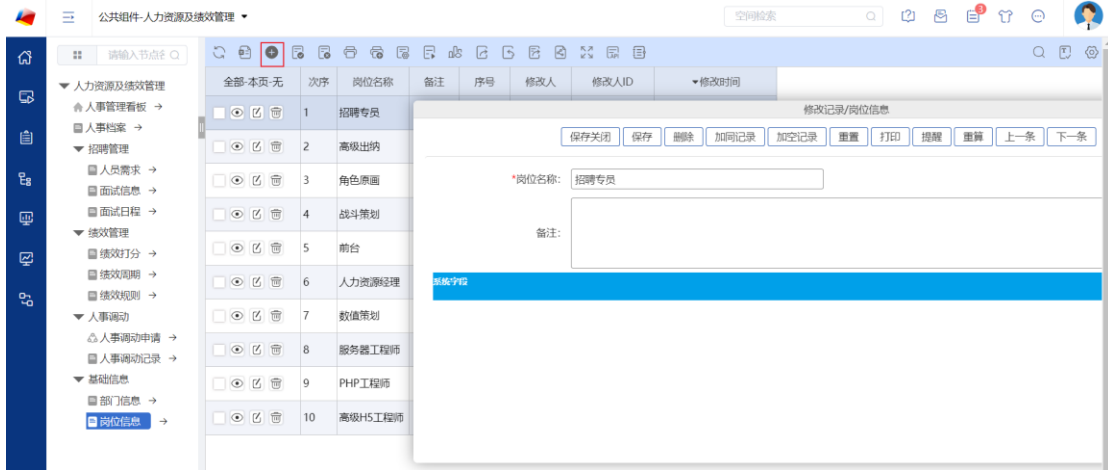 公共组件-人力资源及绩效管理
空间检索
3
请输入节点名
人力资源及绩效管理
人事管理看板
人事档案
招聘管理
人员需求
面试信息
面试日程
绩效管理
绩效打分
绩效周期
绩效规则
人事调动
人事调动申请
人事调动记录
基础信息
部门信息
岗位信息
全部-本页-无 次序 岗位名称 备注 序号 修改人 修改人ID 修改时间
1 招聘专员
2 高级出纳
3 角色原画
4 战斗策划
5 前台
6 人力资源经理
7 数值策划
8 服务器工程师
9 PHP工程师
10 高级H5工程师
修改记录/岗位信息
保存关闭 保存 删除 加同记录 加空记录 重置 打印 提醒 重算 上一条 下一条
*岗位名称: 招聘专员
备注:
系统字段